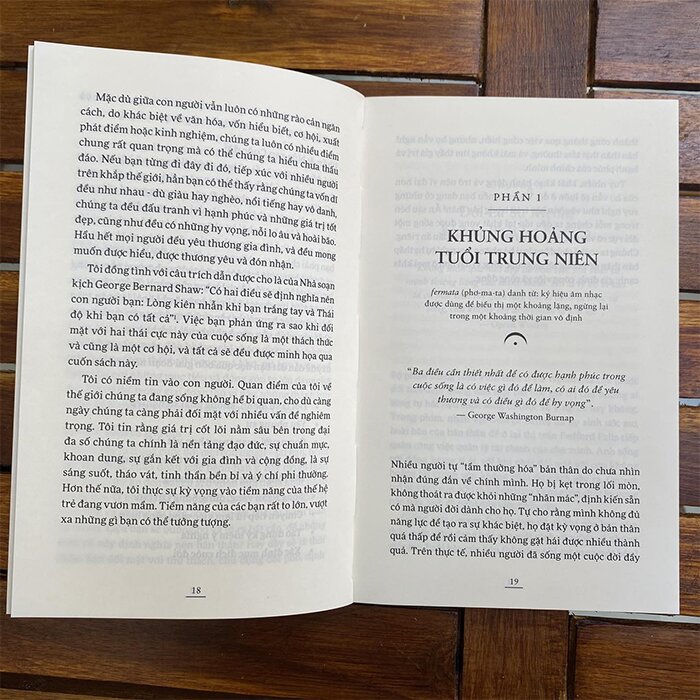 Mặc dù giữa con người vẫn luôn có những rào cản ngăn
cách, do khác biệt về văn hóa, vốn hiểu biết, cơ hội, xuất
phát điểm hoặc kinh nghiệm, chúng ta luôn có nhiều điểm
chung rất quan trọng mà có thể chúng ta hiểu chưa thấu
đáo. Nếu bạn từng đi đây đi đó, tiếp xúc với nhiều người
trên khắp thế giới, hẳn bạn có thể thấy rằng chúng ta vốn dĩ
đều như nhau - dù giàu hay nghèo, nổi tiếng hay vô danh,
chúng ta đều đấu tranh vì hạnh phúc và những giá trị tốt
đẹp, cũng như đều có những hy vọng, nỗi lo âu và hoài bão.
Hầu hết mọi người đều yêu thương gia đình, và đều mong
muốn được hiểu, được thương yêu và đón nhận.
Tôi đồng tình với câu trích dẫn được cho là của Nhà soạn
kịch George Bernard Shaw: “Có hai điều sẽ định nghĩa nên
con người bạn: Lòng kiên nhẫn khi bạn trắng tay và Thái
độ khi bạn có tất cả”¹. Việc bạn phản ứng ra sao khi đối
mặt với hai thái cực này của cuộc sống là một thách thức
và cũng là một cơ hội, và tất cả sẽ đều được minh họa qua
cuốn sách này.
Tôi có niềm tin vào con người. Quan điểm của tôi về
thế giới chúng ta đang sống không hề bi quan, cho dù càng
ngày chúng ta càng phải đối mặt với nhiều vấn đề nghiêm
trọng. Tôi tin rằng giá trị cốt lõi nằm sâu bên trong đại
đa số chúng ta chính là nền tảng đạo đức, sự chuẩn mực,
khoan dung, sự gắn kết với gia đình và cộng đồng, là sự
sáng suốt, tháo vát, tinh thần bền bỉ và ý chí phi thường.
Hơn thế nữa, tôi thực sự kỳ vọng vào tiềm năng của thế hệ
trẻ đang vươn mầm. Tiềm năng của các bạn rất to lớn, vượt
xa những gì bạn có thể tưởng tượng.
18
PHẦN 1
KHỦNG HOẢNG
TUỔI TRUNG NIÊN
fermata (phơ-ma-ta) danh từ: ký hiệu âm nhạc
được dùng để biểu thị một khoảng lặng, ngừng lại
trong một khoảng thời gian vô định
“Ba điều cần thiết nhất để có được hạnh phúc trong
cuộc sống là có việc gì đó để làm, có ai đó để yêu
thương và có điều gì đó để hy vọng”.
— George Washington Burnap
Nhiều người tự “tầm thường hóa” bản thân do chưa nhìn
nhận đúng đắn về chính mình. Họ bị kẹt trong lối mòn,
không thoát ra được khỏi những “nhãn mác”, định kiến sẵn
có mà người đời dành cho họ. Tự cho rằng mình không đủ
năng lực để tạo ra sự khác biệt, họ đặt kỳ vọng ở bản thân
quá thấp để rồi cảm thấy không gặt hái được nhiều thành
quả. Trên thực tế, nhiều người đã sống một cuộc đời đầy
19